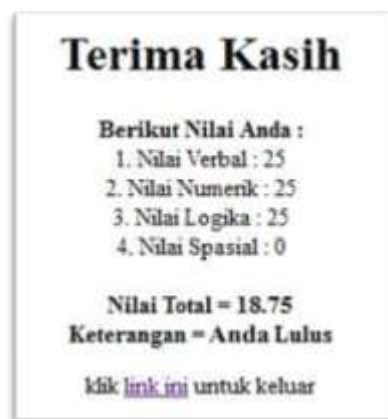 Terima Kasih
Berikut Nilai Anda :
1. Nilai Verbal : 25
2. Nilai Numerik : 25
3. Nilai Logika : 25
4. Nilai Spasial : 0
Nilai Total = 18.75
Keterangan = Anda Lulus
klik link ini untuk keluar